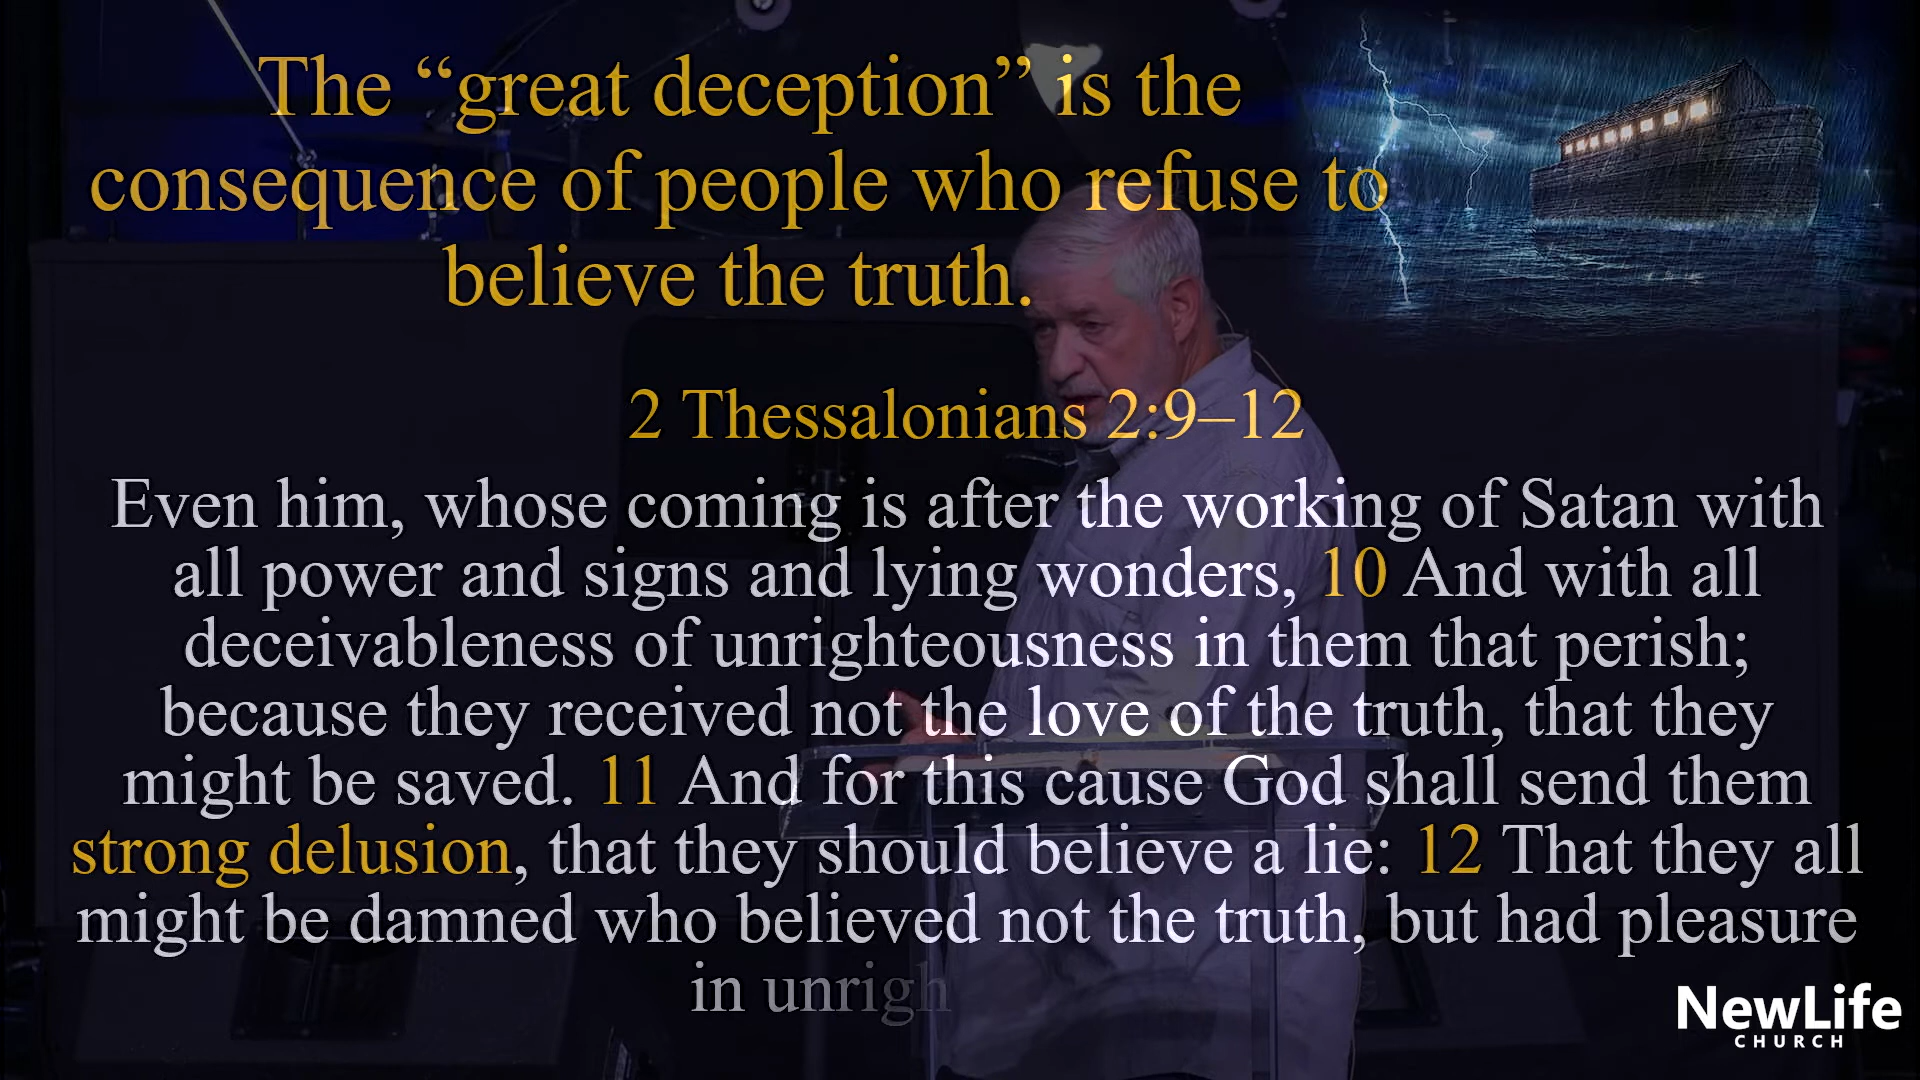 The “great deception” is the
consequence of people who refuse to
believe the truth.
2 Thessalonians 2:9–12
Even him, whose coming is after the working of Satan with
all power and signs and lying wonders, 10 And with all
deceivableness of unrighteousness in them that perish;
because they received not the love of the truth, that they
might be saved. 11 And for this cause God shall send them
strong delusion, that they should believe a lie: 12 That they all
might be damned who believed not the truth, but had pleasure
in unrigh
NewLife
CHURCH